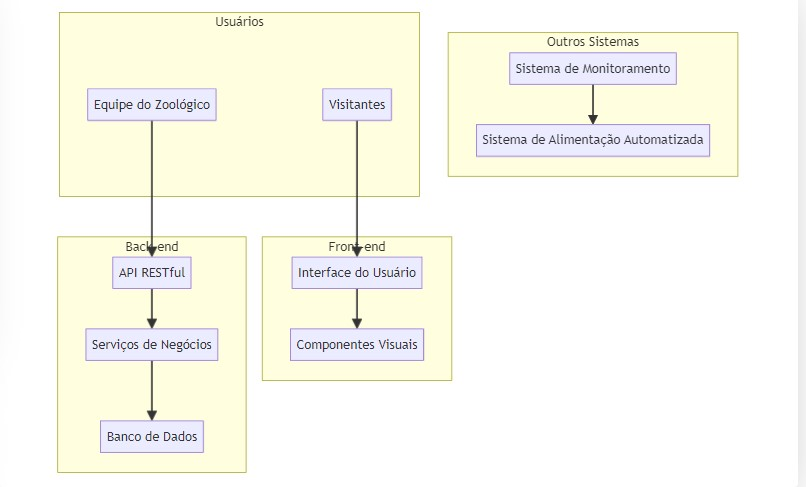 Usuários
Outros Sistemas
Sistema de Monitoramento
Equipe do Zoológico
Visitantes
Sistema de Alimentação Automatizada
Back-end
Front-end
API RESTful
Interface do Usuário
Serviços de Negócios
Componentes Visuais
Banco de Dados